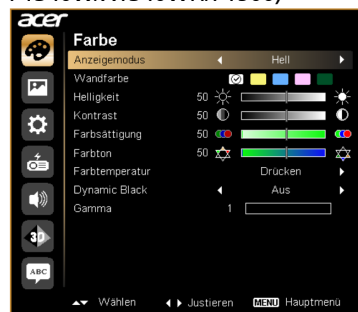 acer
Farbe
Anzeigemodus Hell
Wandfarbe
Helligkeit 50
Kontrast 50
Farbsättigung 50
Farbton 50
Farbtemperatur Drücken
Dynamic Black Aus
Gamma 1
3D
ABC
Wählen Justieren MENU Hauptmenü